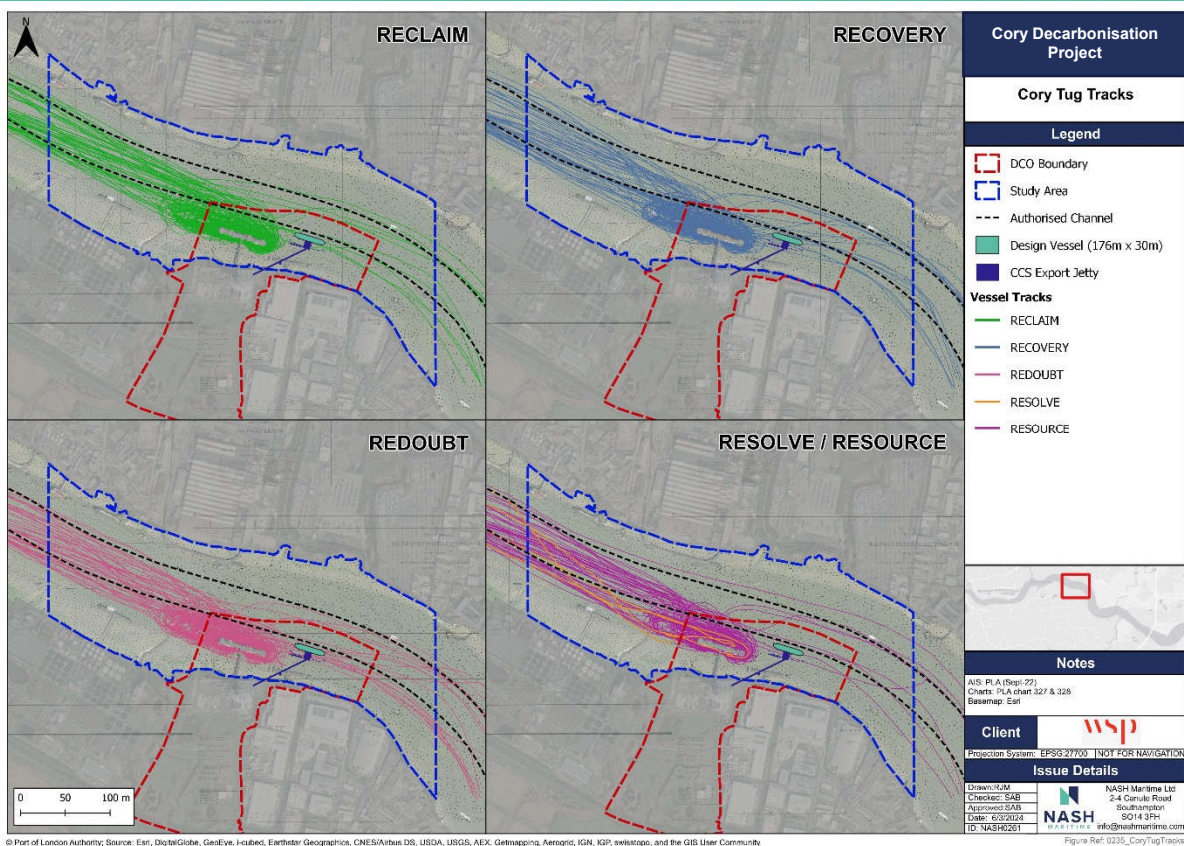 N
RECLAIM
RECOVERY
REDOUBT
RESOLVE / RESOURCE
0 50 100 m
Cory Decarbonisation
Project
Cory Tug Tracks
Legend
DCO Boundary
Study Area
Authorised Channel
Design Vessel (176m x 30m)
CCS Export Jetty
Vessel Tracks
RECLAIM
RECOVERY
REDOUBT
RESOLVE
RESOURCE
Notes
AIS: PLA (Sept-22)
Charts: PLA chart 327 & 328
Basemap: Esri
Client
wsp
Projection System: EPSG:27700 NOT FOR NAVIGATION
Issue Details
Drawn:RJM
Checked: SAB
Approved:SAB
Date: 6/3/2024
ID: NASH0261
NASH
MARITIME
NASH Maritime Ltd
2-4 Canute Road
Southampton
SO14 3FH
info@nashmaritime.com
© Port of London Authority; Source: Esri, DigitalGlobe, GeoEye, i-cubed, Earthstar Geographics, CNES/Airbus DS, USDA, USGS, AEX, Getmapping, Aerogrid, IGN, IGP, swisstopo, and the GIS User Community
Figure Ref: 0235_CoryTugTracks